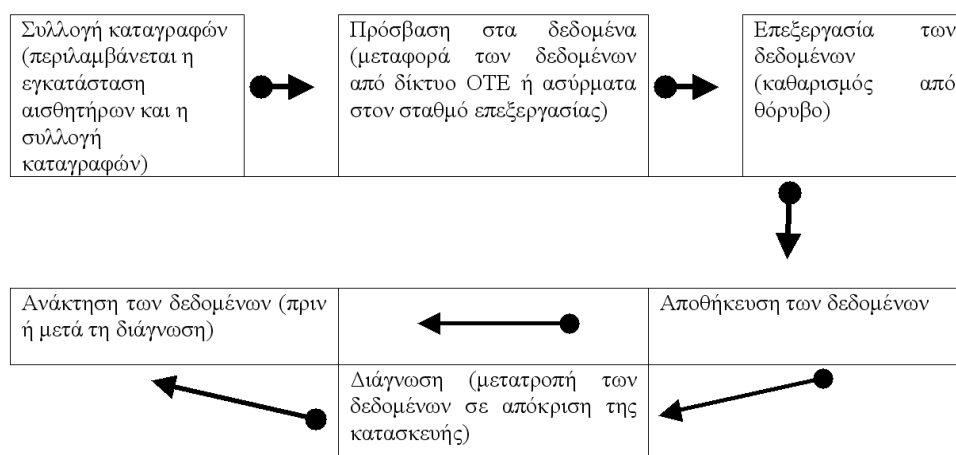 Συλλογή καταγραφών
(περιλαμβάνεται η
εγκατάσταση
αισθητήρων και η
συλλογή
καταγραφών)
Πρόσβαση στα δεδομένα
(μεταφορά των δεδομένων
από δίκτυο ΟΤΕ ή ασύρματα
στον σταθμό επεξεργασίας)
Επεξεργασία των
δεδομένων
(καθαρισμός από
θόρυβο)
Ανάκτηση των δεδομένων (πριν
ή μετά τη διάγνωση)
Αποθήκευση των δεδομένων
Διάγνωση (μετατροπή των
δεδομένων σε απόκριση της
κατασκευής)